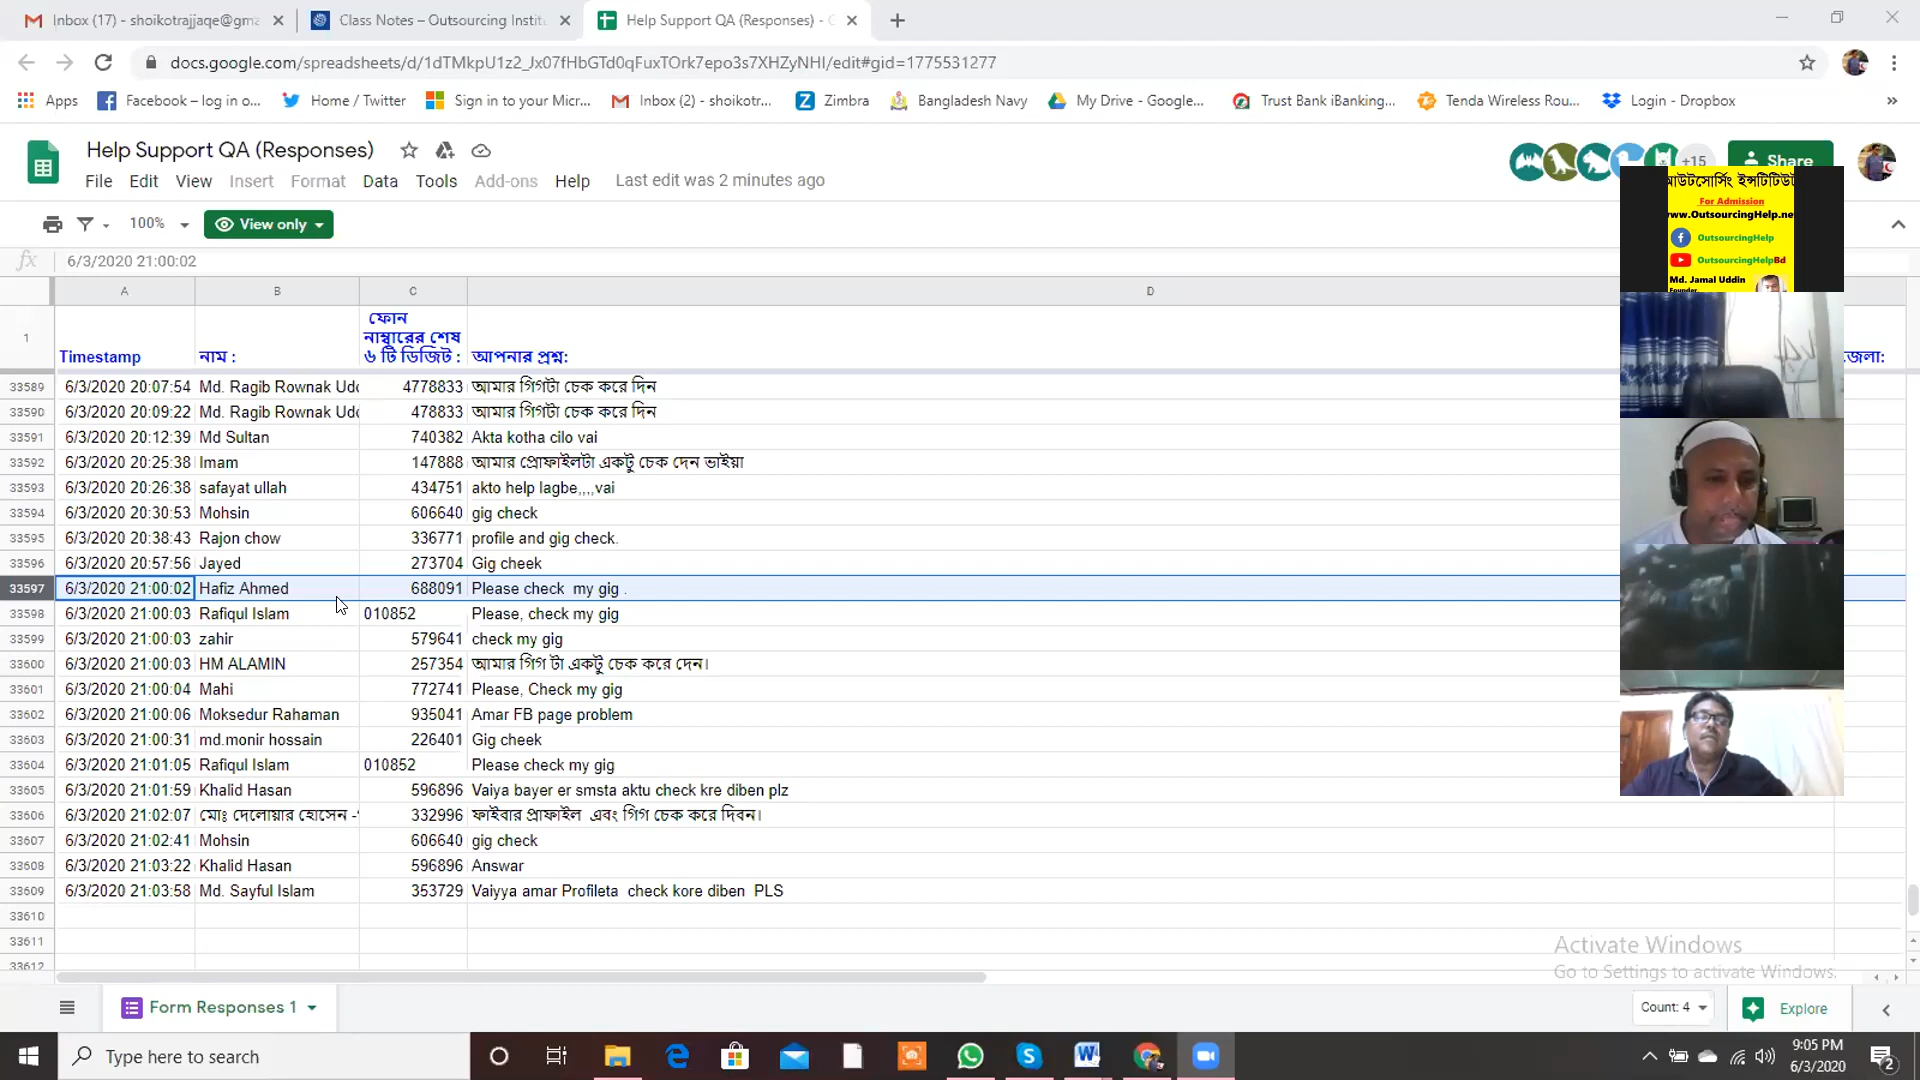 Inbox (17) - shoikotrajjaqe@gma
Class Notes – Outsourcing Instit
Help Support QA (Responses) - G
docs.google.com/spreadsheets/d/1dTMkpU1z2_Jx07fHbGTd0qFuxTOrk7epo3s7XHZyNHI/edit#gid=1775531277
Apps
Facebook – log in o...
Home / Twitter
Sign in to your Micr...
Inbox (2) - shoikotr...
Zimbra
Bangladesh Navy
My Drive - Google...
Trust Bank iBanking...
Tenda Wireless Rou...
Login - Dropbox
»
Help Support QA (Responses)
+15
Share
File Edit View Insert Format Data Tools Add-ons Help Last edit was 2 minutes ago
আউটসোর্সিং ইন্সটিটিউট
For Admission
www.OutsourcingHelp.ne
OutsourcingHelp
OutsourcingHelpBd
Md. Jamal Uddin
Founder
100% View only
fx 6/3/2020 21:00:02
A B C D
1 Timestamp নাম : ফোন নাম্বারের শেষ ৬ টি ডিজিট : আপনার প্রশ্ন: জেলা:
33589 6/3/2020 20:07:54 Md. Ragib Rownak Udd 4778833 আমার গিগটা চেক করে দিন
33590 6/3/2020 20:09:22 Md. Ragib Rownak Udd 478833 আমার গিগটা চেক করে দিন
33591 6/3/2020 20:12:39 Md Sultan 740382 Akta kotha cilo vai
33592 6/3/2020 20:25:38 Imam 147888 আমার প্রোফাইলটা একটু চেক দেন ভাইয়া
33593 6/3/2020 20:26:38 safayat ullah 434751 akto help lagbe,,,,vai
33594 6/3/2020 20:30:53 Mohsin 606640 gig check
33595 6/3/2020 20:38:43 Rajon chow 336771 profile and gig check.
33596 6/3/2020 20:57:56 Jayed 273704 Gig cheek
33597 6/3/2020 21:00:02 Hafiz Ahmed 688091 Please check my gig .
33598 6/3/2020 21:00:03 Rafiqul Islam 010852 Please, check my gig
33599 6/3/2020 21:00:03 zahir 579641 check my gig
33600 6/3/2020 21:00:03 HM ALAMIN 257354 আমার গিগ টা একটু চেক করে দেন।
33601 6/3/2020 21:00:04 Mahi 772741 Please, Check my gig
33602 6/3/2020 21:00:06 Moksedur Rahaman 935041 Amar FB page problem
33603 6/3/2020 21:00:31 md.monir hossain 226401 Gig cheek
33604 6/3/2020 21:01:05 Rafiqul Islam 010852 Please check my gig
33605 6/3/2020 21:01:59 Khalid Hasan 596896 Vaiya bayer er smsta aktu check kre diben plz
33606 6/3/2020 21:02:07 মোঃ দেলোয়ার হোসেন - 332996 ফাইবার প্রাফাইল এবং গিগ চেক করে দিবন।
33607 6/3/2020 21:02:41 Mohsin 606640 gig check
33608 6/3/2020 21:03:22 Khalid Hasan 596896 Answar
33609 6/3/2020 21:03:58 Md. Sayful Islam 353729 Vaiyya amar Profileta check kore diben PLS
33610
33611
33612
Activate Windows
Go to Settings to activate Windows.
Form Responses 1
Count: 4
Explore
Type here to search
9:05 PM
6/3/2020
2